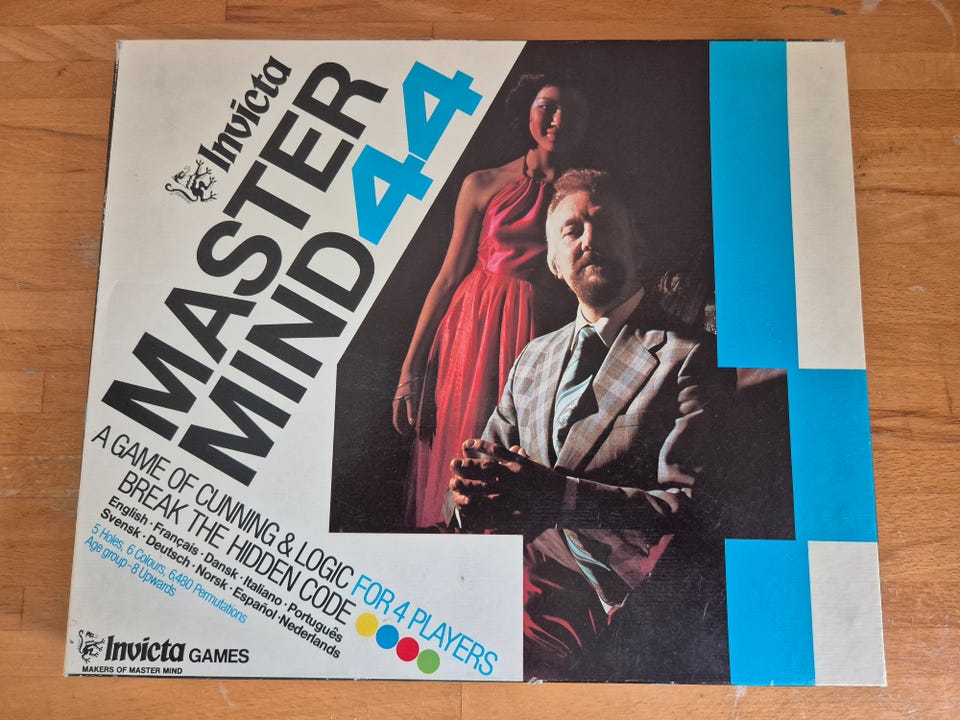 Invicta
MASTER
MIND 44
A GAME OF CUNNING & LOGIC FOR 4 PLAYERS
BREAK THE HIDDEN CODE
English · Français · Dansk · Italiano · Português
Svensk · Deutsch · Norsk · Español · Nederlands
5 Holes, 6 Colours, 6,480 Permutations
Age group-8 Upwards
Invicta GAMES
MAKERS OF MASTER MIND